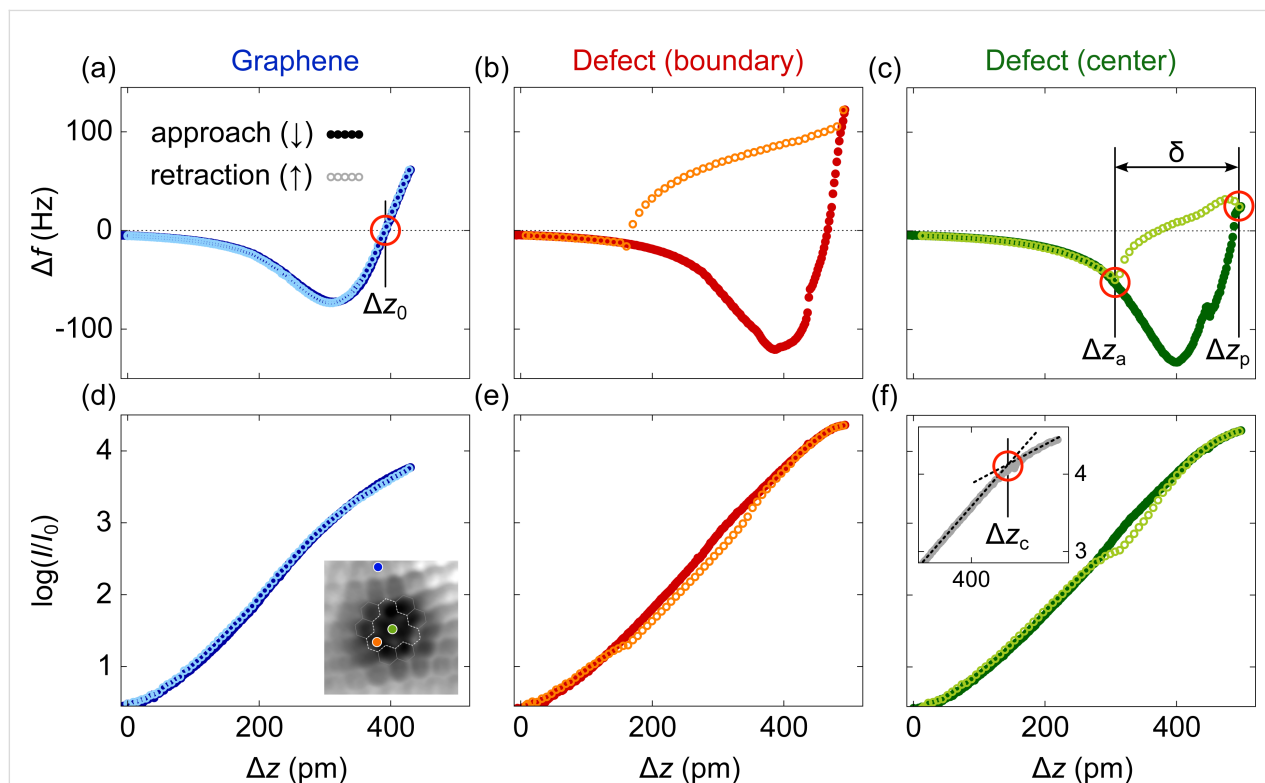 (a) Graphene
(b) Defect (boundary)
(c) Defect (center)
approach (↓)
retraction (↑)
Δf (Hz)
100
0
-100
Δz0
δ
Δza
Δzp
(d)
(e)
(f)
log(I/I0)
4
3
2
1
Δzc
4
3
400
0 200 400
0 200 400
0 200 400
Δz (pm)
Δz (pm)
Δz (pm)